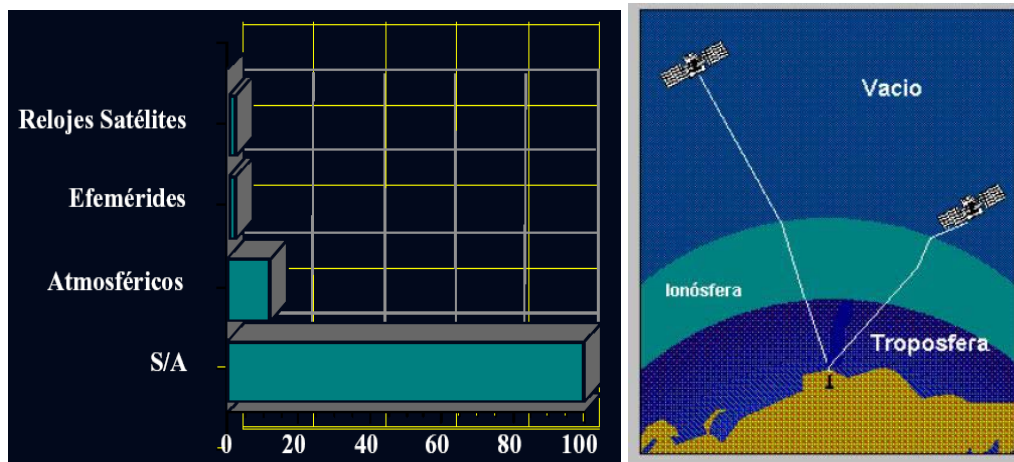 Relojes Satélites
Efemérides
Atmosféricos
S/A
0 20 40 60 80 100
Vacio
Ionósfera
Troposfera